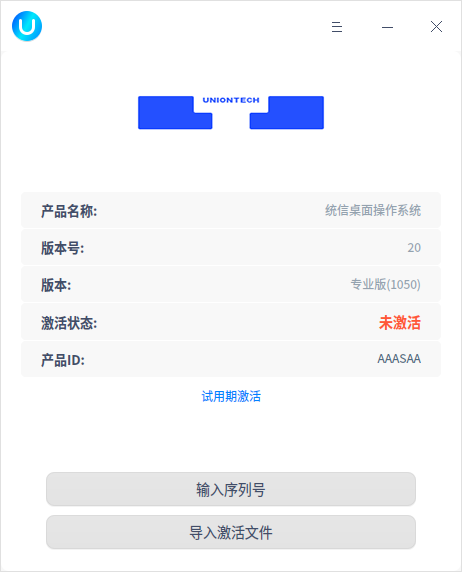 UNIONTECH
产品名称: 统信桌面操作系统
版本号: 20
版本: 专业版(1050)
激活状态: 未激活
产品ID: AAASAA
试用期激活
输入序列号
导入激活文件